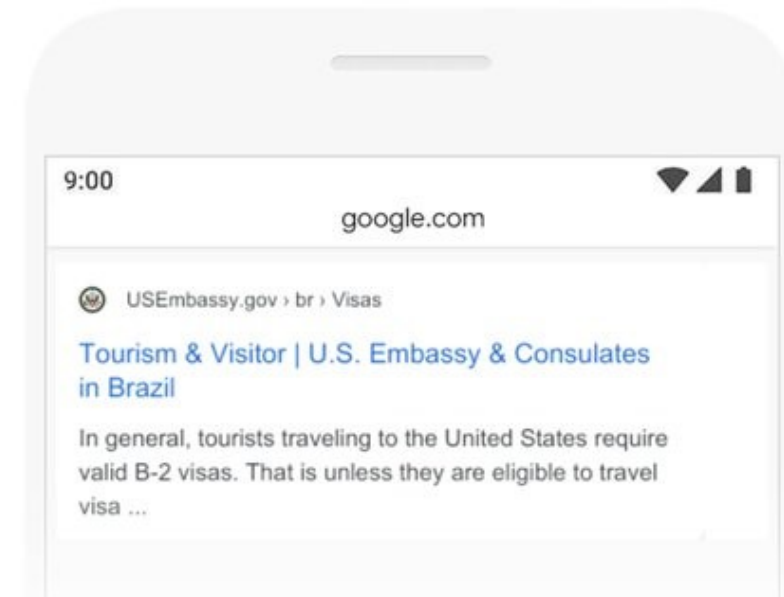 9:00
google.com
USEmbassy.gov › br › Visas
Tourism & Visitor | U.S. Embassy & Consulates
in Brazil
In general, tourists traveling to the United States require
valid B-2 visas. That is unless they are eligible to travel
visa ...